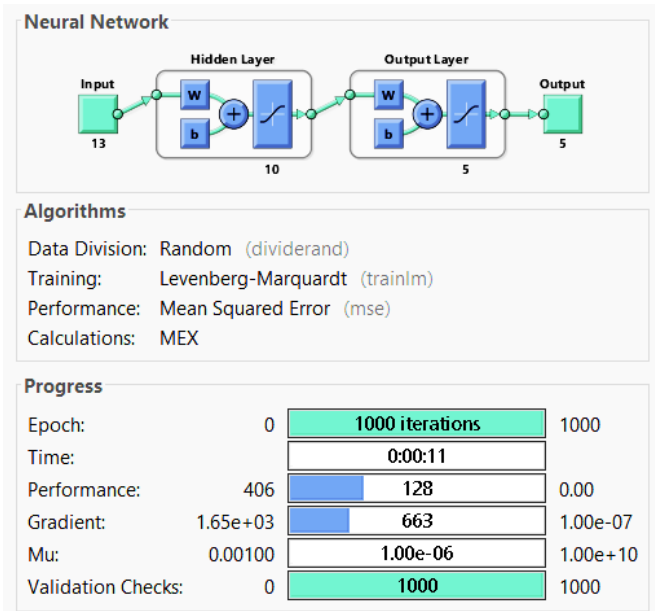 Neural Network
Hidden Layer Output Layer
Input Output
W W
b b
13 5
10 5
Algorithms
Data Division: Random (dividerand)
Training: Levenberg-Marquardt (trainlm)
Performance: Mean Squared Error (mse)
Calculations: MEX
Progress
Epoch: 0 1000 iterations 1000
Time: 0:00:11
Performance: 406 128 0.00
Gradient: 1.65e+03 663 1.00e-07
Mu: 0.00100 1.00e-06 1.00e+10
Validation Checks: 0 1000 1000